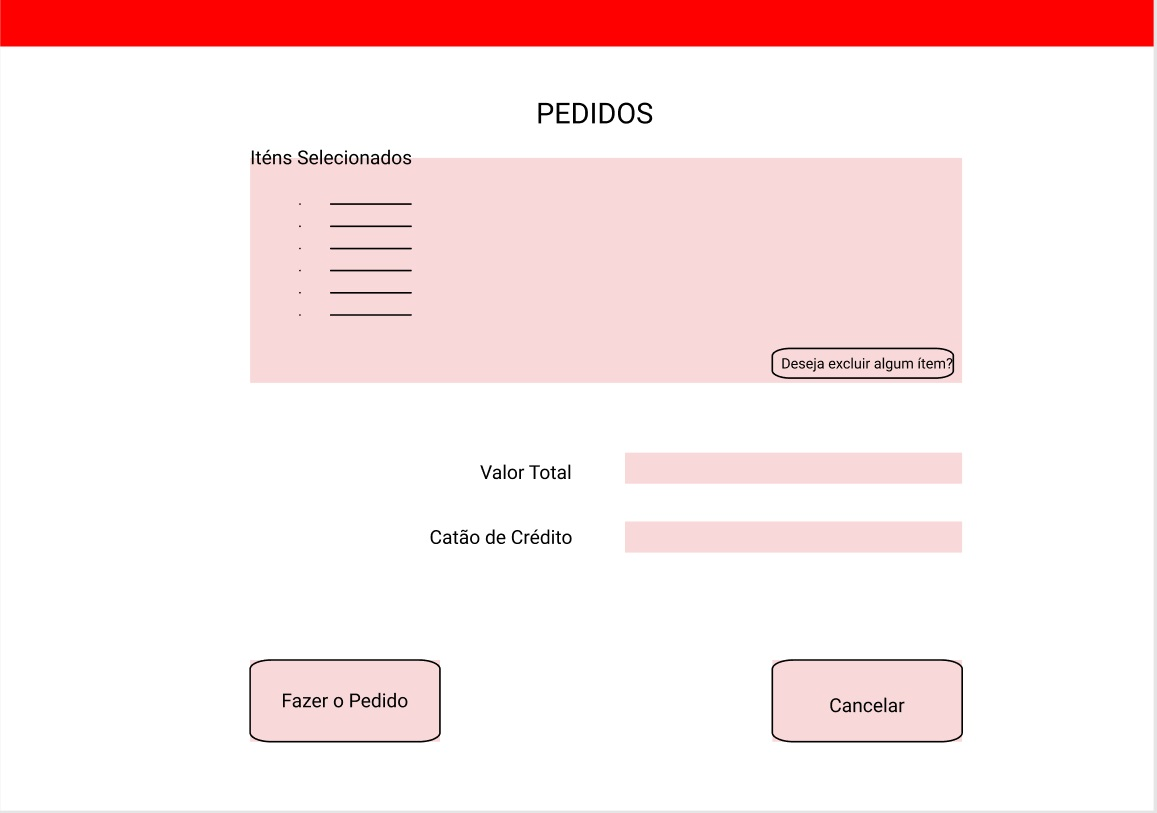 PEDIDOS
Iténs Selecionados
Deseja excluir algum ítem?
Valor Total
Catão de Crédito
Fazer o Pedido
Cancelar